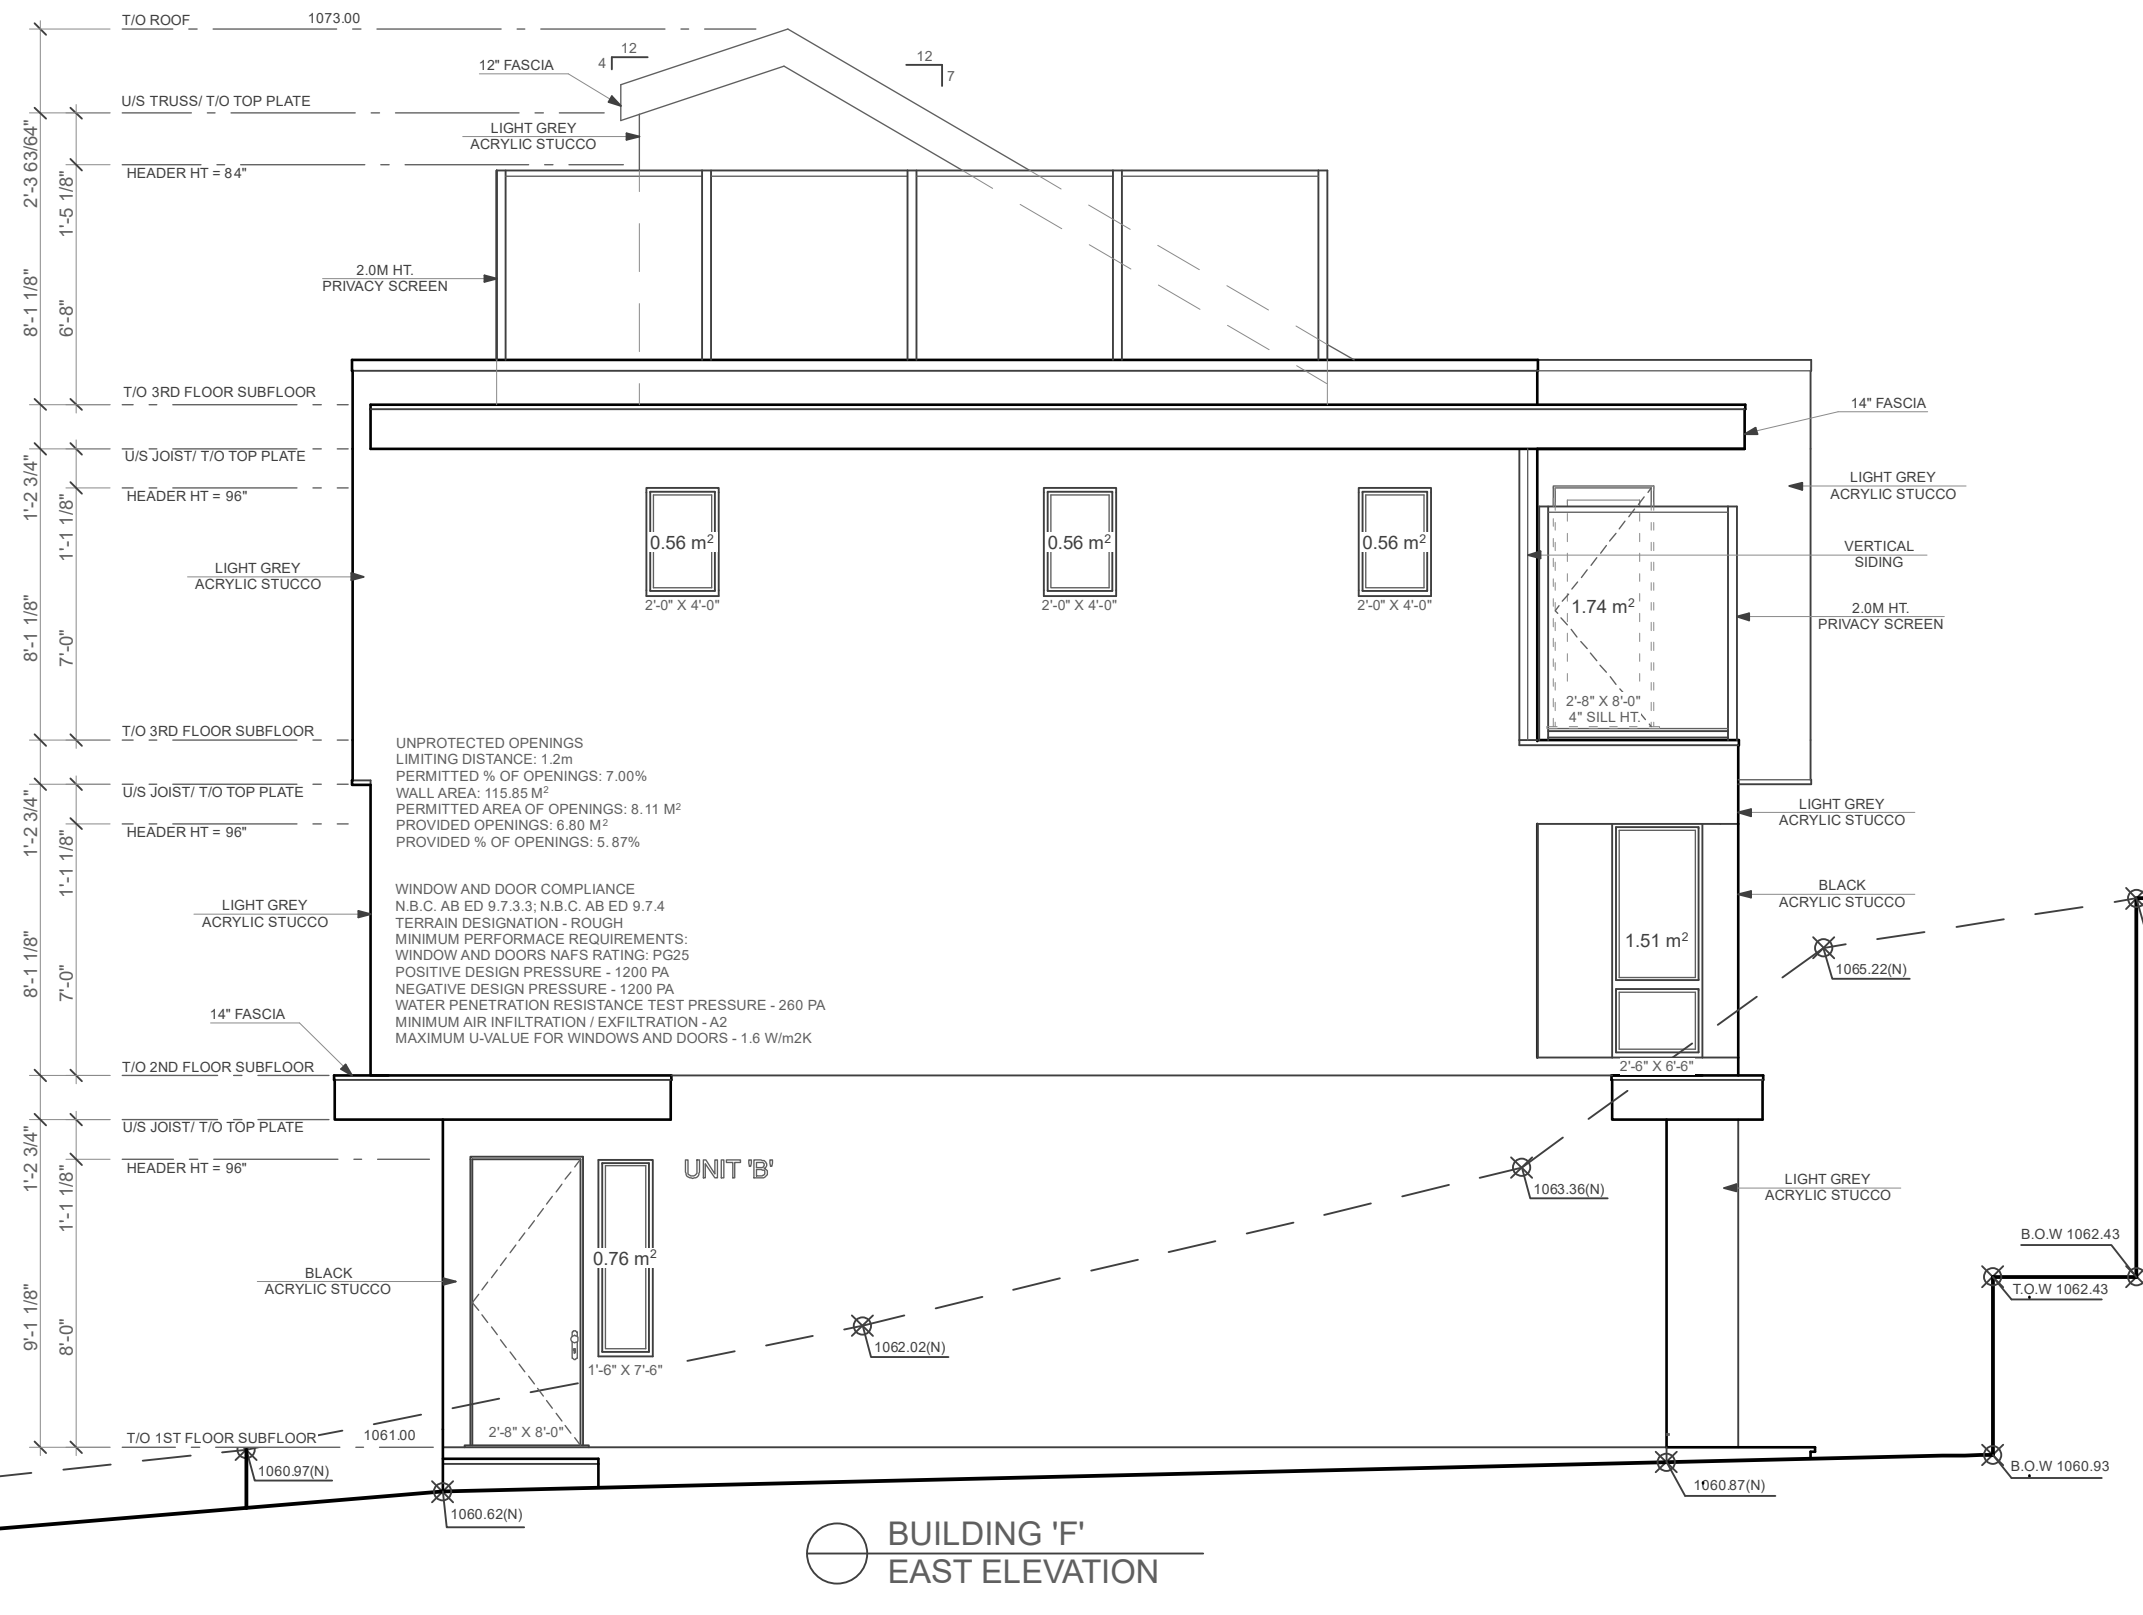 T/O ROOF
1073.00
12
4
12
7
12" FASCIA
U/S TRUSS/ T/O TOP PLATE
LIGHT GREY
ACRYLIC STUCCO
HEADER HT = 84"
2'-3 63/64"
1'-5 1/8"
2.0M HT.
PRIVACY SCREEN
8'-1 1/8"
6'-8"
T/O 3RD FLOOR SUBFLOOR
14" FASCIA
U/S JOIST/ T/O TOP PLATE
HEADER HT = 96"
1'-2 3/4"
1'-1 1/8"
LIGHT GREY
ACRYLIC STUCCO
0.56 m²
0.56 m²
0.56 m²
2'-0" X 4'-0"
2'-0" X 4'-0"
2'-0" X 4'-0"
VERTICAL
SIDING
LIGHT GREY
ACRYLIC STUCCO
1.74 m²
2.0M HT.
PRIVACY SCREEN
8'-1 1/8"
7'-0"
2'-8" X 8'-0"
4" SILL HT.
T/O 3RD FLOOR SUBFLOOR
UNPROTECTED OPENINGS
LIMITING DISTANCE: 1.2m
PERMITTED % OF OPENINGS: 7.00%
WALL AREA: 115.85 M²
PERMITTED AREA OF OPENINGS: 8.11 M²
PROVIDED OPENINGS: 6.80 M²
PROVIDED % OF OPENINGS: 5.87%
U/S JOIST/ T/O TOP PLATE
HEADER HT = 96"
1'-2 3/4"
1'-1 1/8"
LIGHT GREY
ACRYLIC STUCCO
WINDOW AND DOOR COMPLIANCE
N.B.C. AB ED 9.7.3.3; N.B.C. AB ED 9.7.4
TERRAIN DESIGNATION - ROUGH
MINIMUM PERFORMACE REQUIREMENTS:
WINDOW AND DOORS NAFS RATING: PG25
POSITIVE DESIGN PRESSURE - 1200 PA
NEGATIVE DESIGN PRESSURE - 1200 PA
WATER PENETRATION RESISTANCE TEST PRESSURE - 260 PA
MINIMUM AIR INFILTRATION / EXFILTRATION - A2
MAXIMUM U-VALUE FOR WINDOWS AND DOORS - 1.6 W/m2K
BLACK
ACRYLIC STUCCO
LIGHT GREY
ACRYLIC STUCCO
1.51 m²
1065.22(N)
8'-1 1/8"
7'-0"
14" FASCIA
T/O 2ND FLOOR SUBFLOOR
2'-6" X 6'-6"
U/S JOIST/ T/O TOP PLATE
HEADER HT = 96"
1'-2 3/4"
1'-1 1/8"
UNIT 'B'
1063.36(N)
LIGHT GREY
ACRYLIC STUCCO
0.76 m²
B.O.W 1062.43
BLACK
ACRYLIC STUCCO
T.O.W 1062.43
9'-1 1/8"
8'-0"
1062.02(N)
1'-6" X 7'-6"
2'-8" X 8'-0"
T/O 1ST FLOOR SUBFLOOR
1061.00
1060.97(N)
B.O.W 1060.93
1060.87(N)
1060.62(N)
BUILDING 'F'
EAST ELEVATION